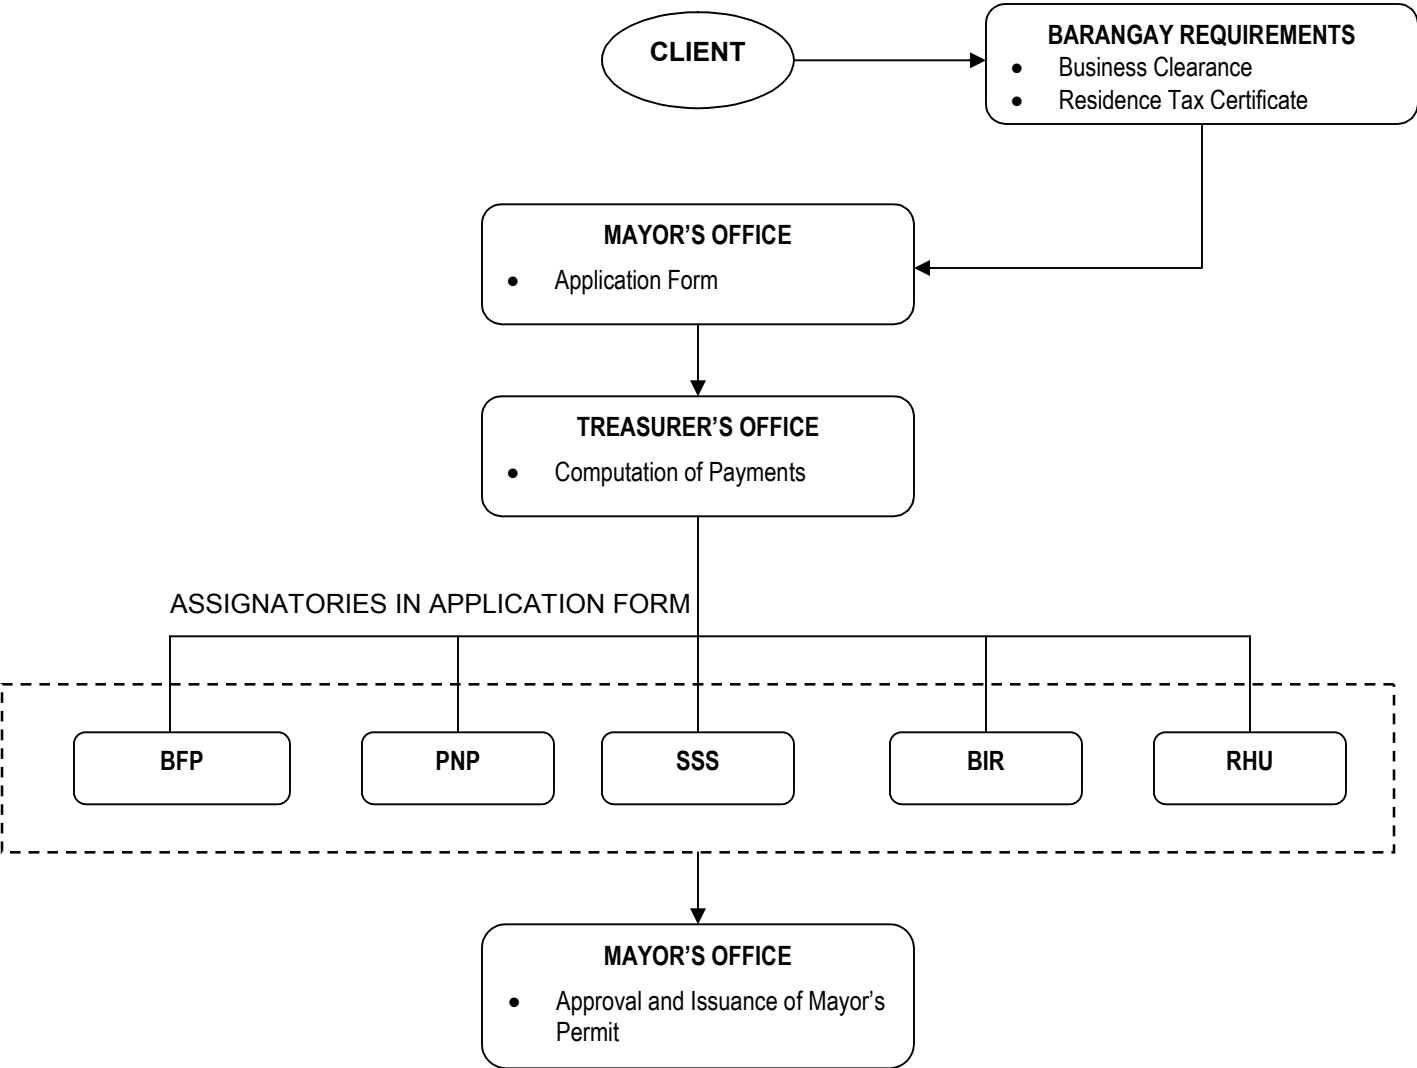 CLIENT
BARANGAY REQUIREMENTS
• Business Clearance
• Residence Tax Certificate
MAYOR’S OFFICE
• Application Form
TREASURER’S OFFICE
• Computation of Payments
ASSIGNATORIES IN APPLICATION FORM
BFP
PNP
SSS
BIR
RHU
MAYOR’S OFFICE
• Approval and Issuance of Mayor’s
Permit